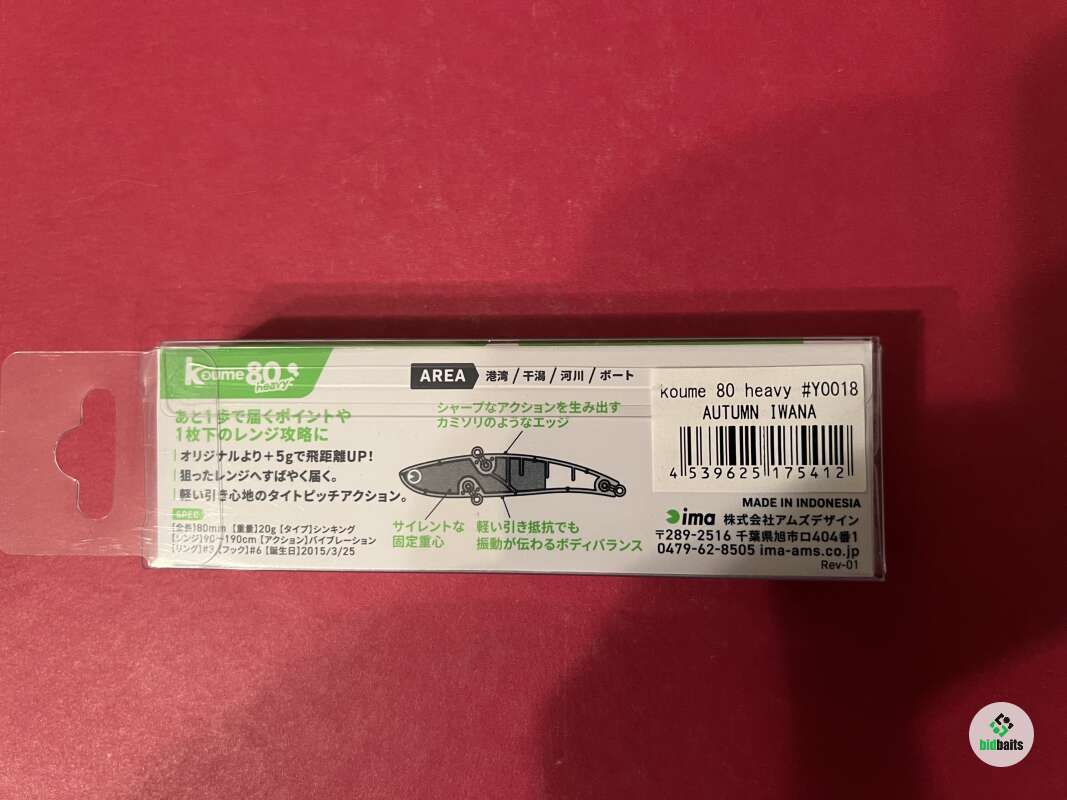 koume 80 heavy
AREA 港湾 / 干潟 / 河川 / ボート
あと1歩で届くポイントや
1枚下のレンジ攻略に
オリジナルより+5gで飛距離UP!
狙ったレンジへすばやく届く。
軽い引き心地のタイトピッチアクション。
SPEC
[全長]80mm [重量]20g [タイプ]シンキング
[レンジ]90〜190cm [アクション]バイブレーション
[リング]#3 [フック]#6 [誕生日]2015/3/25
シャープなアクションを生み出す
カミソリのようなエッジ
サイレントな
固定重心
軽い引き抵抗でも
振動が伝わるボディバランス
koume 80 heavy #Y0018
AUTUMN IWANA
4 539625 175412
MADE IN INDONESIA
ima 株式会社アムズデザイン
〒289-2516 千葉県旭市ロ404番1
0479-62-8505 ima-ams.co.jp
Rev-01
bidbaits